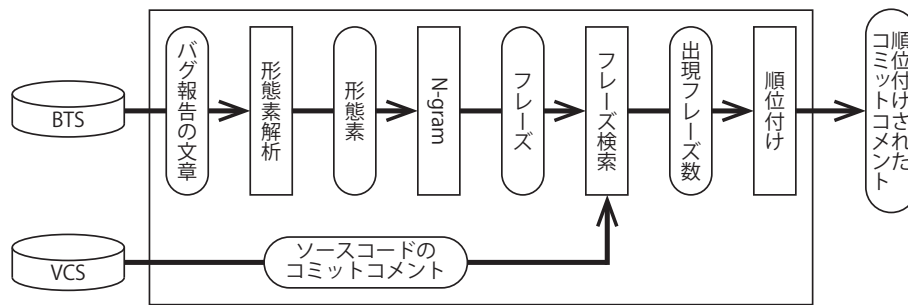 BTS
バグ報告の文章
形態素解析
形態素
N-gram
フレーズ
フレーズ検索
出現フレーズ数
順位付け
順位付けされた
コミットコメント
VCS
ソースコードの
コミットコメント